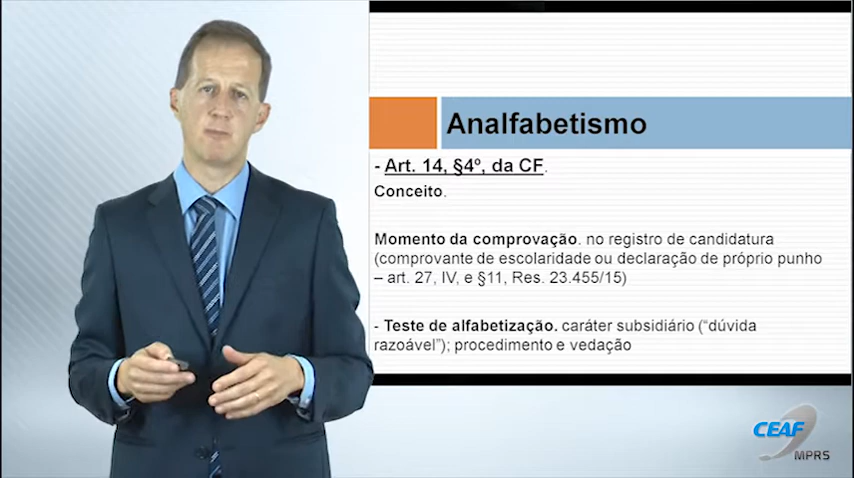 Analfabetismo
- Art. 14, §4º, da CF.
Conceito.
Momento da comprovação. no registro de candidatura
(comprovante de escolaridade ou declaração de próprio punho
– art. 27, IV, e §11, Res. 23.455/15)
- Teste de alfabetização. caráter subsidiário (“dúvida
razoável”); procedimento e vedação
CEAF
MPRS